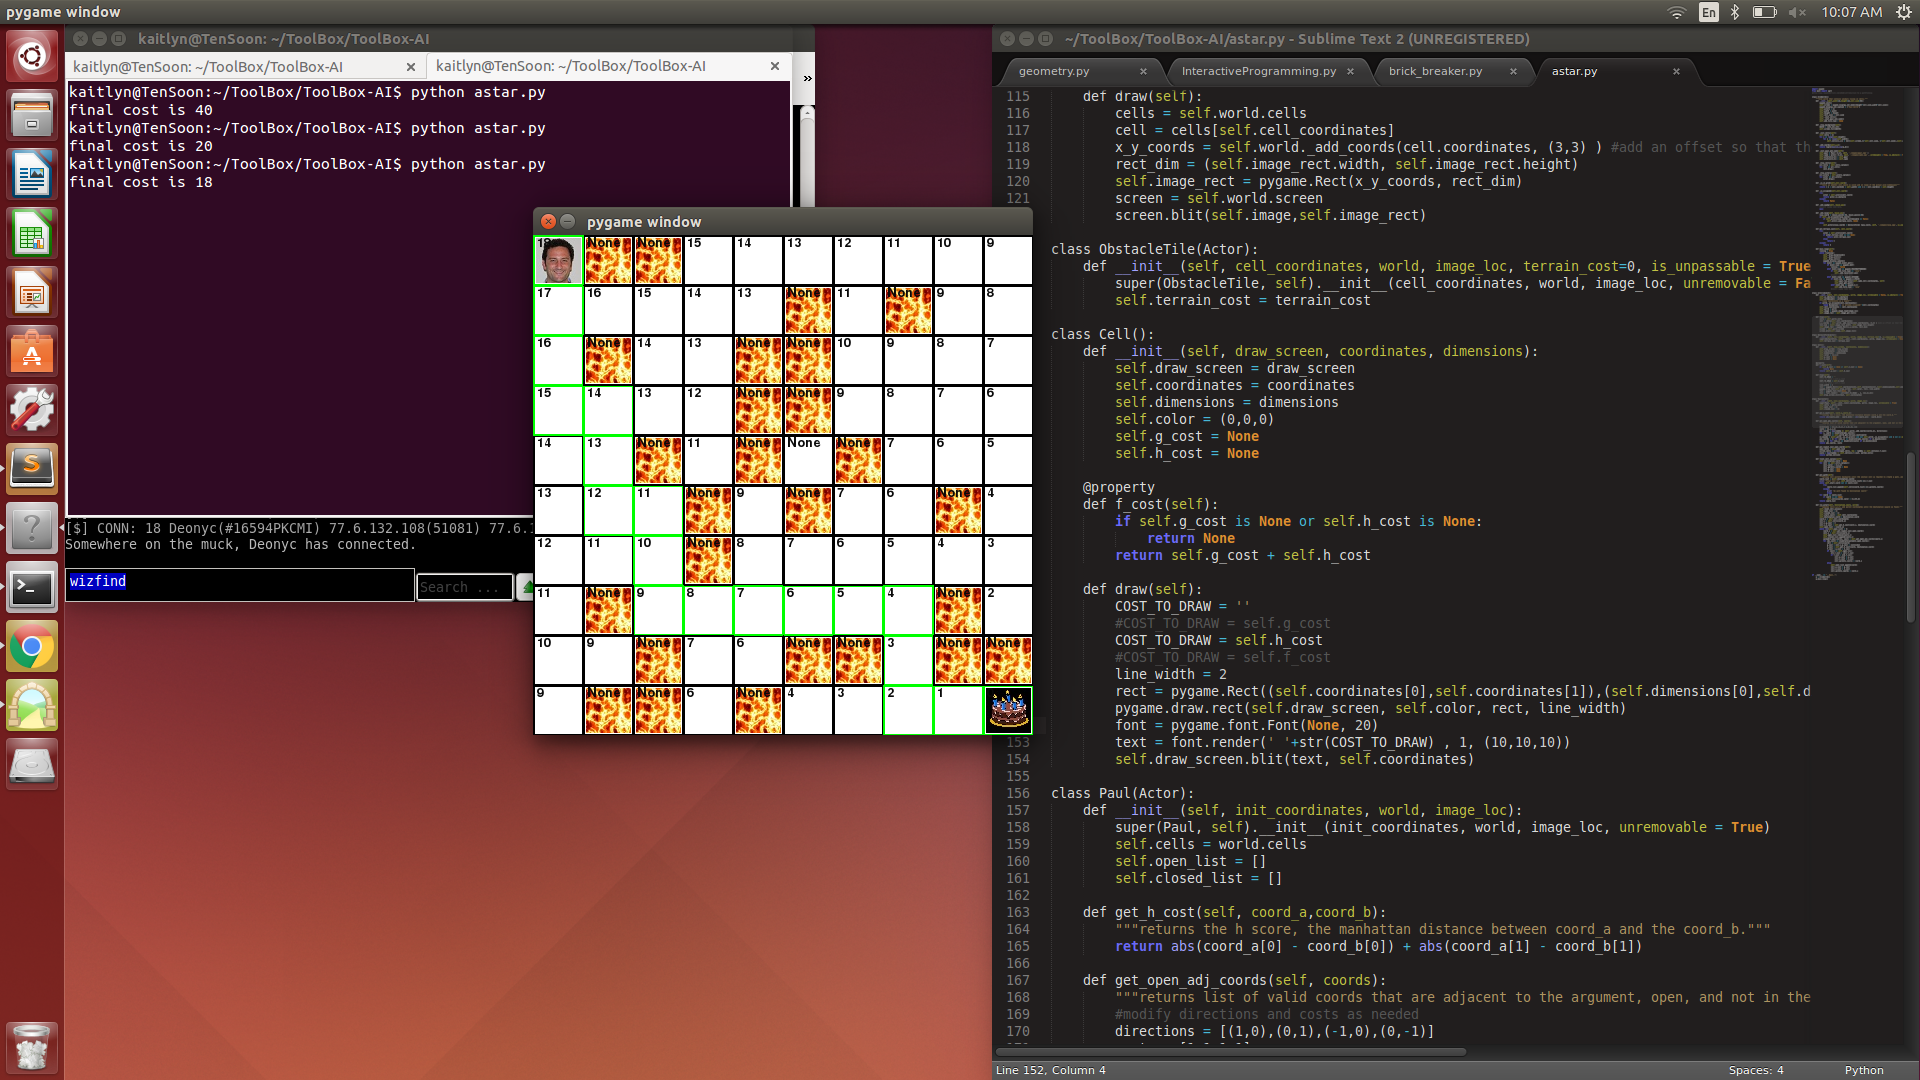 pygame window
En
10:07 AM
kaitlyn@TenSoon: ~/ToolBox/ToolBox-AI
kaitlyn@TenSoon: ~/ToolBox/ToolBox-AI
kaitlyn@TenSoon: ~/ToolBox/ToolBox-AI
kaitlyn@TenSoon:~/ToolBox/ToolBox-AI$ python astar.py
final cost is 40
kaitlyn@TenSoon:~/ToolBox/ToolBox-AI$ python astar.py
final cost is 20
kaitlyn@TenSoon:~/ToolBox/ToolBox-AI$ python astar.py
final cost is 18
[$] CONN: 18 Deonyc(#16594PKCMI) 77.6.132.108(51081) 77.6.1
Somewhere on the muck, Deonyc has connected.
wizfind
Search ...
pygame window
18 None None 15 14 13 12 11 10 9
17 16 15 14 13 None 11 None 9 8
16 None 14 13 None None 10 9 8 7
15 14 13 12 None None 9 8 7 6
14 13 None 11 None None None 7 6 5
13 12 11 None 9 None 7 6 None 4
12 11 10 None 8 7 6 5 4 3
11 None 9 8 7 6 5 4 None 2
10 9 None 7 6 None None 3 None None
9 None None 6 None 4 3 2 1
~/ToolBox/ToolBox-AI/astar.py - Sublime Text 2 (UNREGISTERED)
geometry.py
InteractiveProgramming.py
brick_breaker.py
astar.py
115 def draw(self):
116 cells = self.world.cells
117 cell = cells[self.cell_coordinates]
118 x_y_coords = self.world._add_coords(cell.coordinates, (3,3) ) #add an offset so that th
119 rect_dim = (self.image_rect.width, self.image_rect.height)
120 self.image_rect = pygame.Rect(x_y_coords, rect_dim)
121 screen = self.world.screen
screen.blit(self.image,self.image_rect)
class ObstacleTile(Actor):
def __init__(self, cell_coordinates, world, image_loc, terrain_cost=0, is_unpassable = True
super(ObstacleTile, self).__init__(cell_coordinates, world, image_loc, unremovable = Fa
self.terrain_cost = terrain_cost
class Cell():
def __init__(self, draw_screen, coordinates, dimensions):
self.draw_screen = draw_screen
self.coordinates = coordinates
self.dimensions = dimensions
self.color = (0,0,0)
self.g_cost = None
self.h_cost = None
@property
def f_cost(self):
if self.g_cost is None or self.h_cost is None:
return None
return self.g_cost + self.h_cost
def draw(self):
COST_TO_DRAW = ''
#COST_TO_DRAW = self.g_cost
COST_TO_DRAW = self.h_cost
#COST_TO_DRAW = self.f_cost
line_width = 2
rect = pygame.Rect((self.coordinates[0],self.coordinates[1]),(self.dimensions[0],self.d
pygame.draw.rect(self.draw_screen, self.color, rect, line_width)
font = pygame.font.Font(None, 20)
153 text = font.render(' '+str(COST_TO_DRAW) , 1, (10,10,10))
154 self.draw_screen.blit(text, self.coordinates)
155
156 class Paul(Actor):
157 def __init__(self, init_coordinates, world, image_loc):
158 super(Paul, self).__init__(init_coordinates, world, image_loc, unremovable = True)
159 self.cells = world.cells
160 self.open_list = []
161 self.closed_list = []
162
163 def get_h_cost(self, coord_a,coord_b):
164 """returns the h score, the manhattan distance between coord_a and the coord_b."""
165 return abs(coord_a[0] - coord_b[0]) + abs(coord_a[1] - coord_b[1])
166
167 def get_open_adj_coords(self, coords):
168 """returns list of valid coords that are adjacent to the argument, open, and not in the
169 #modify directions and costs as needed
170 directions = [(1,0),(0,1),(-1,0),(0,-1)]
Line 152, Column 4
Spaces: 4
Python